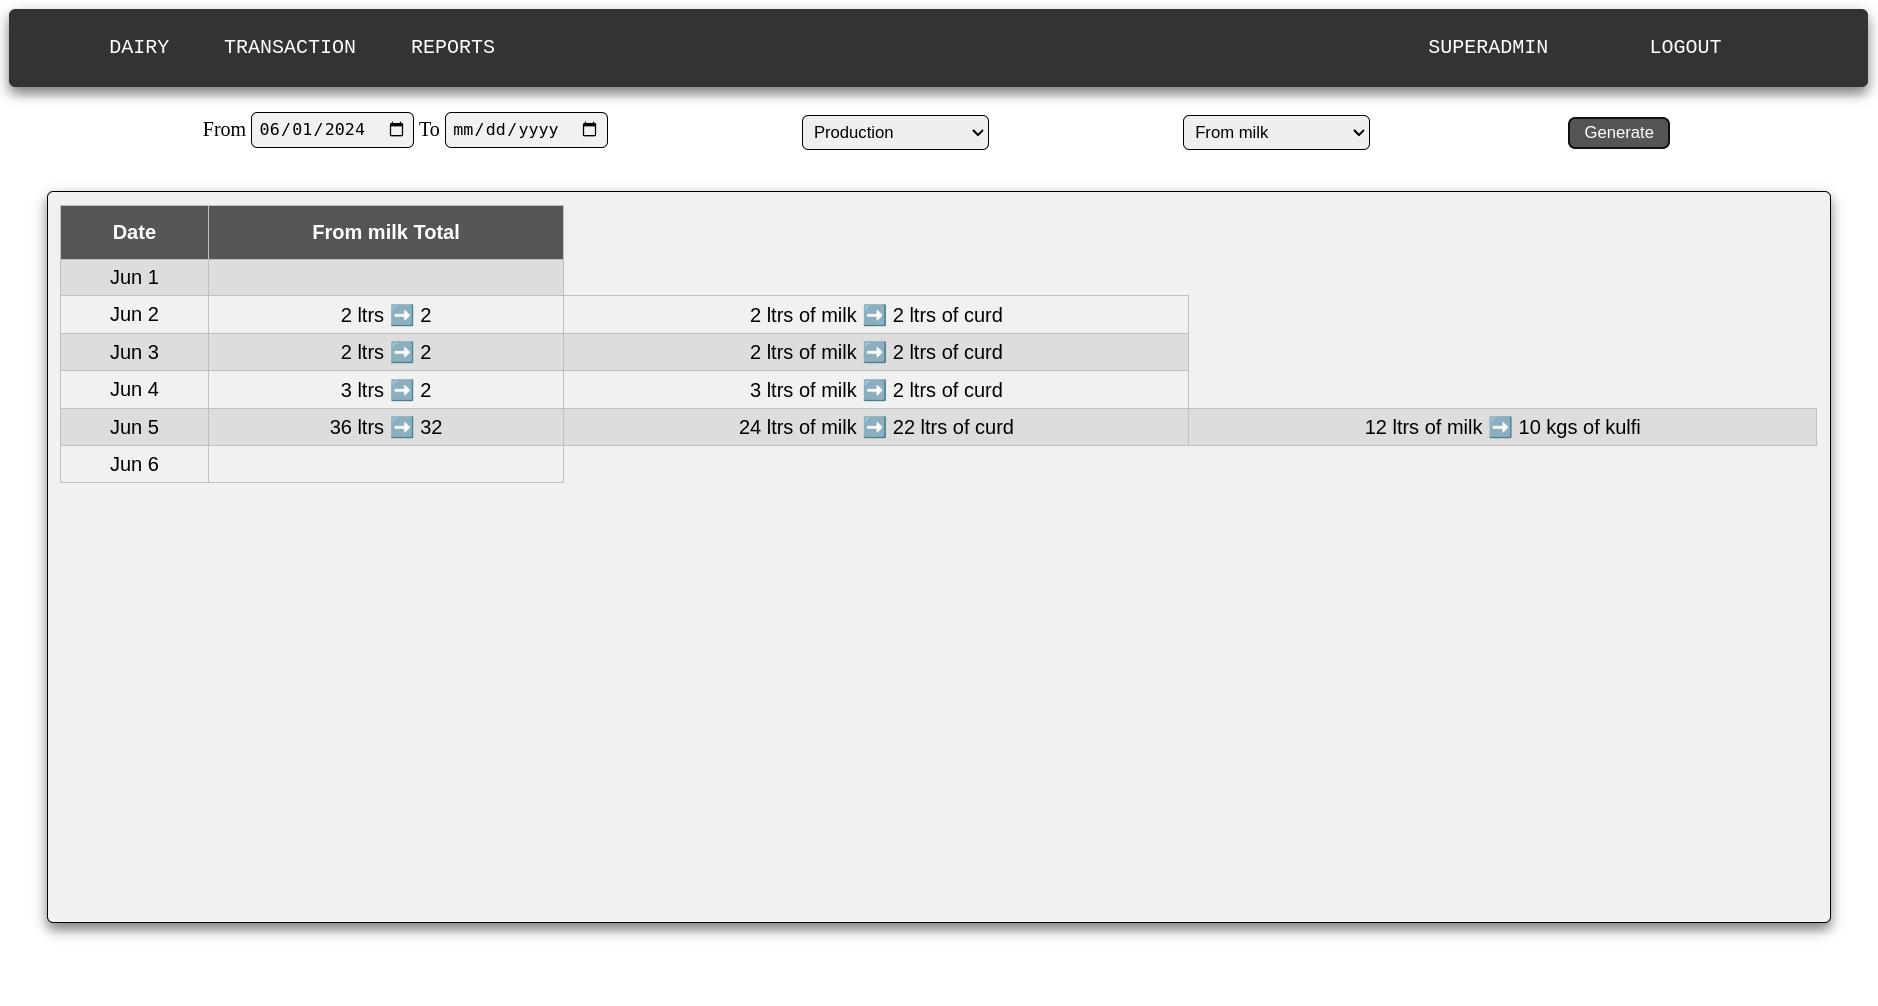 DAIRY TRANSACTION REPORTS SUPERADMIN LOGOUT
From 06/01/2024 To mm/dd/yyyy Production From milk Generate
Date From milk Total
Jun 1
Jun 2 2 ltrs ➡️ 2 2 ltrs of milk ➡️ 2 ltrs of curd
Jun 3 2 ltrs ➡️ 2 2 ltrs of milk ➡️ 2 ltrs of curd
Jun 4 3 ltrs ➡️ 2 3 ltrs of milk ➡️ 2 ltrs of curd
Jun 5 36 ltrs ➡️ 32 24 ltrs of milk ➡️ 22 ltrs of curd 12 ltrs of milk ➡️ 10 kgs of kulfi
Jun 6